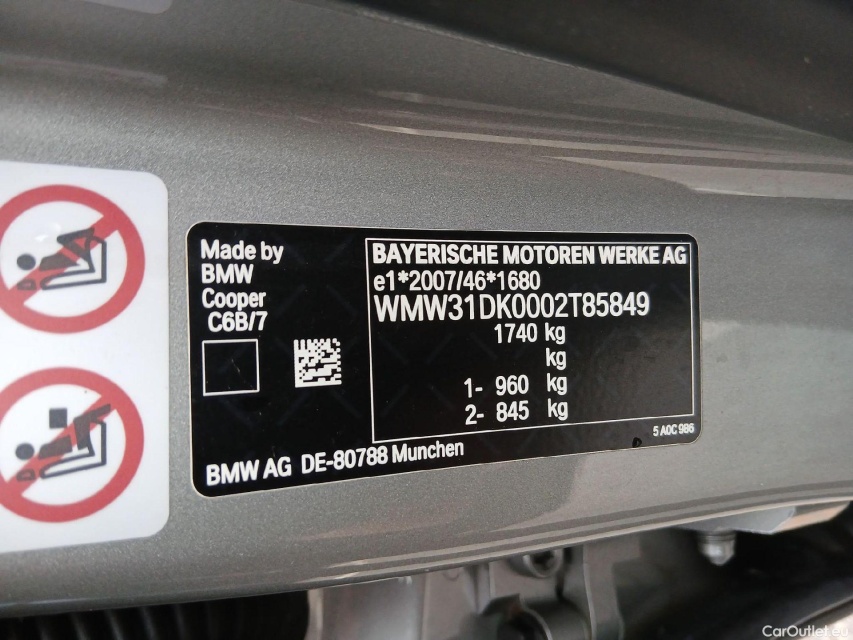 Made by
BMW
Cooper
C6B/7
BAYERISCHE MOTOREN WERKE AG
e1*2007/46*1680
WMW31DK0002T85849
1740 kg
kg
1- 960 kg
2- 845 kg
5 A0C 986
BMW AG DE-80788 Munchen
CarOutlet.eu